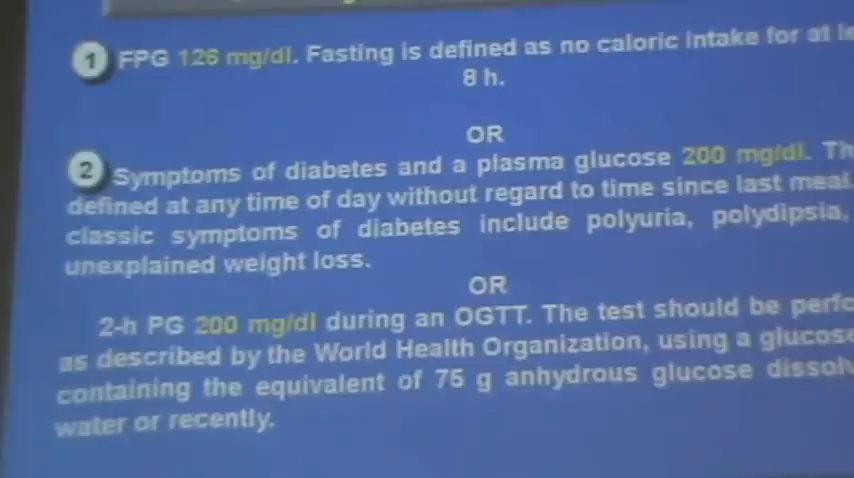 1 FPG 126 mg/dl. Fasting is defined as no caloric intake for at
8 h.
OR
2 Symptoms of diabetes and a plasma glucose 200 mg/dl.
defined at any time of day without regard to time since last meal.
classic symptoms of diabetes include polyuria, polydipsia,
unexplained weight loss.
OR
2-h PG 200 mg/dl during an OGTT. The test should be
as described by the World Health Organization, using a glucose
containing the equivalent of 75 g anhydrous glucose
water or recently.